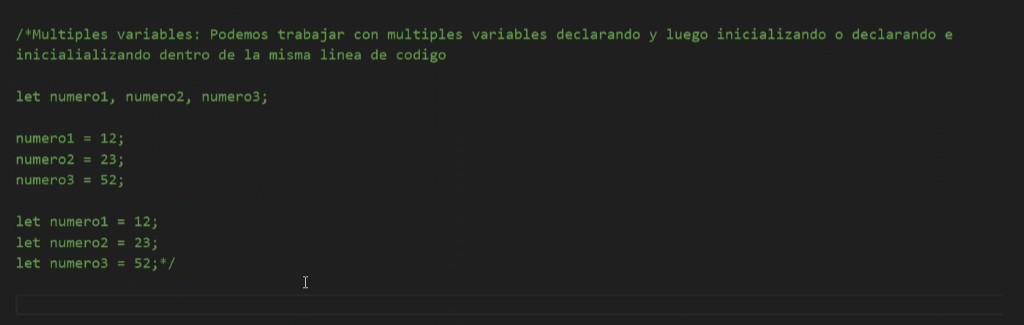 /*Multiples variables: Podemos trabajar con multiples variables declarando y luego inicializando o declarando e
inicialializando dentro de la misma linea de codigo
let numero1, numero2, numero3;
numero1 = 12;
numero2 = 23;
numero3 = 52;
let numero1 = 12;
let numero2 = 23;
let numero3 = 52;*/